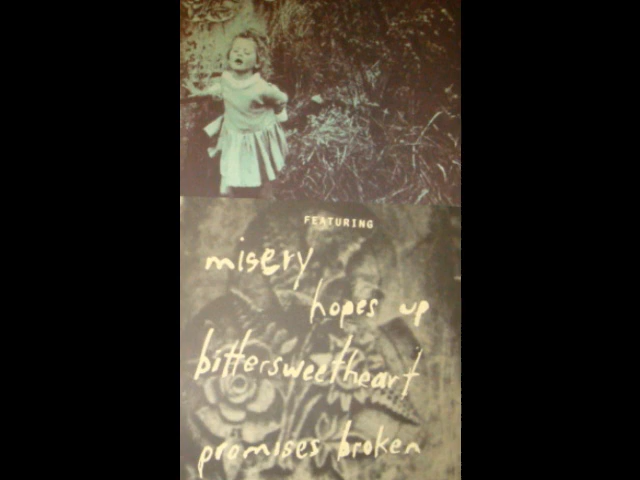 FEATURING
misery
hopes up
bittersweetheart
promises broken